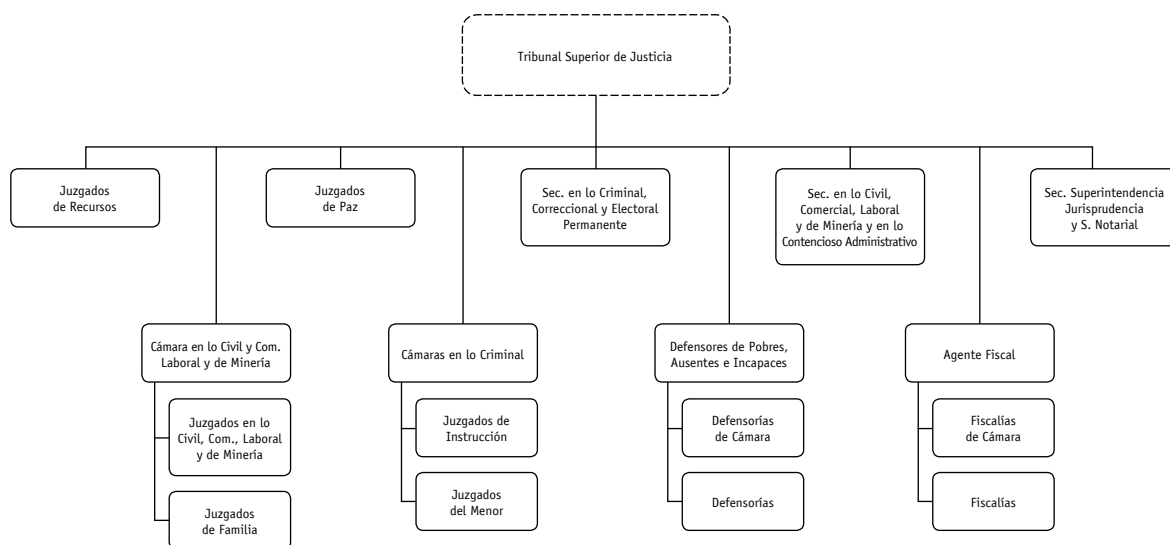 Tribunal Superior de Justicia
Juzgados
de Recursos
Juzgados
de Paz
Sec. en lo Criminal,
Correccional y Electoral
Permanente
Sec. en lo Civil,
Comercial, Laboral
y de Minería y en lo
Contencioso Administrativo
Sec. Superintendencia
Jurisprudencia
y S. Notarial
Cámara en lo Civil y Com.
Laboral y de Minería
Cámaras en lo Criminal
Defensores de Pobres,
Ausentes e Incapaces
Agente Fiscal
Juzgados en lo
Civil, Com., Laboral
y de Minería
Juzgados de
Instrucción
Defensorías
de Cámara
Fiscalías
de Cámara
Juzgados
de Familia
Juzgados
del Menor
Defensorías
Fiscalías